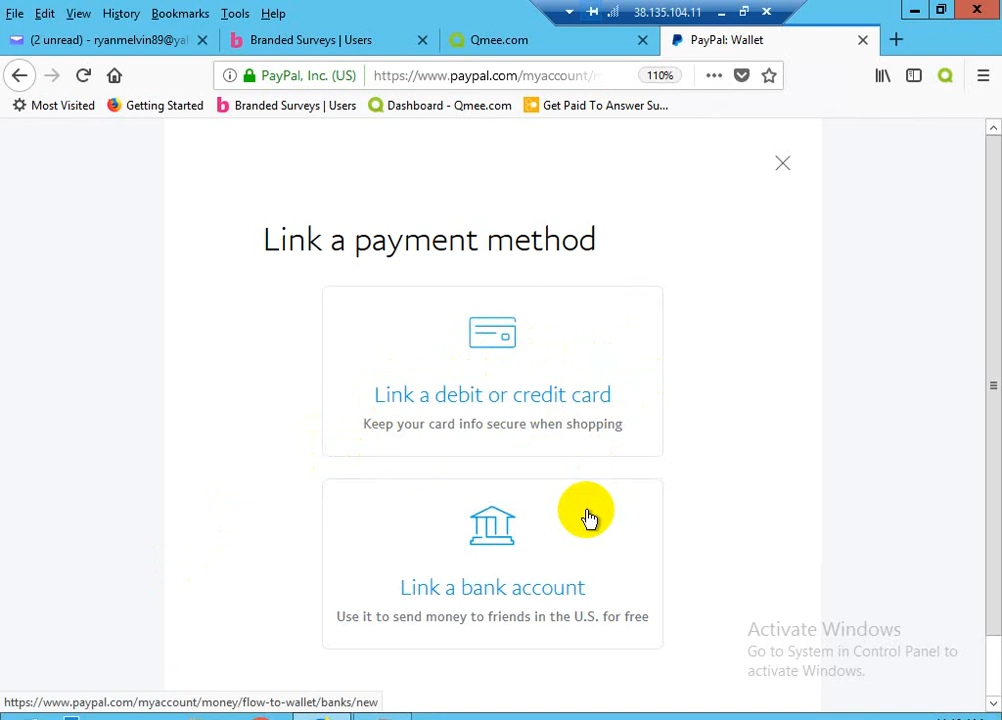 File Edit View History Bookmarks Tools Help
38.135.104.11
(2 unread) - ryanmelvin89@yal
Branded Surveys | Users
Qmee.com
PayPal: Wallet
PayPal, Inc. (US)
https://www.paypal.com/myaccount/m
110%
Most Visited
Getting Started
Branded Surveys | Users
Dashboard - Qmee.com
Get Paid To Answer Su...
Link a payment method
Link a debit or credit card
Keep your card info secure when shopping
Link a bank account
Use it to send money to friends in the U.S. for free
Activate Windows
Go to System in Control Panel to
activate Windows.
https://www.paypal.com/myaccount/money/flow-to-wallet/banks/new